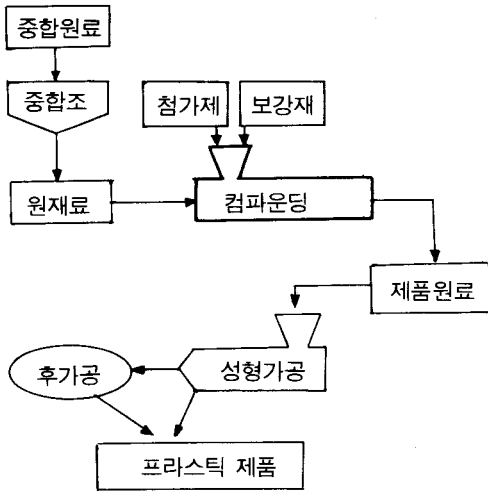 중합원료
중합조
첨가제
보강재
원재료
컴파운딩
제품원료
성형가공
후가공
프라스틱 제품